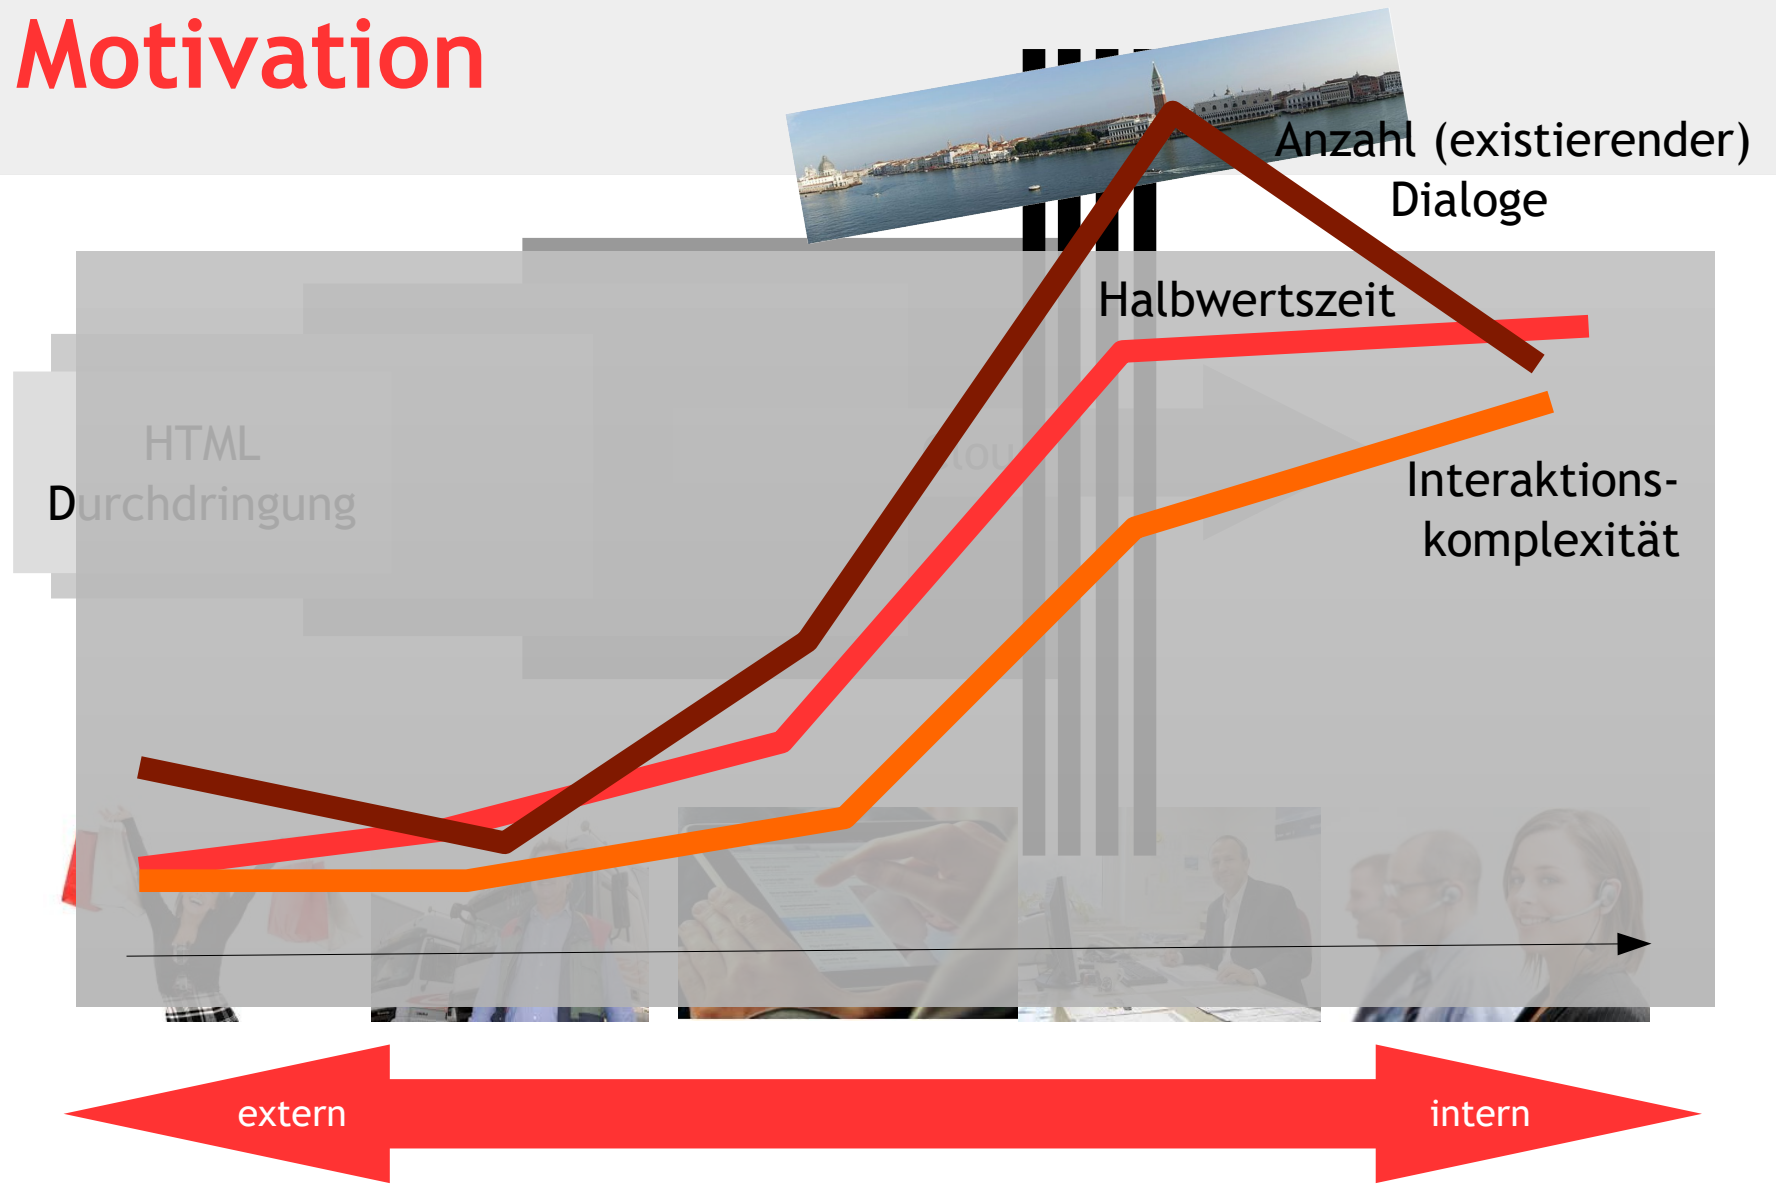 Motivation
Anzahl (existierender)
Dialoge
Halbwertszeit
HTML
Durchdringung
Interaktions-
komplexität
extern
intern